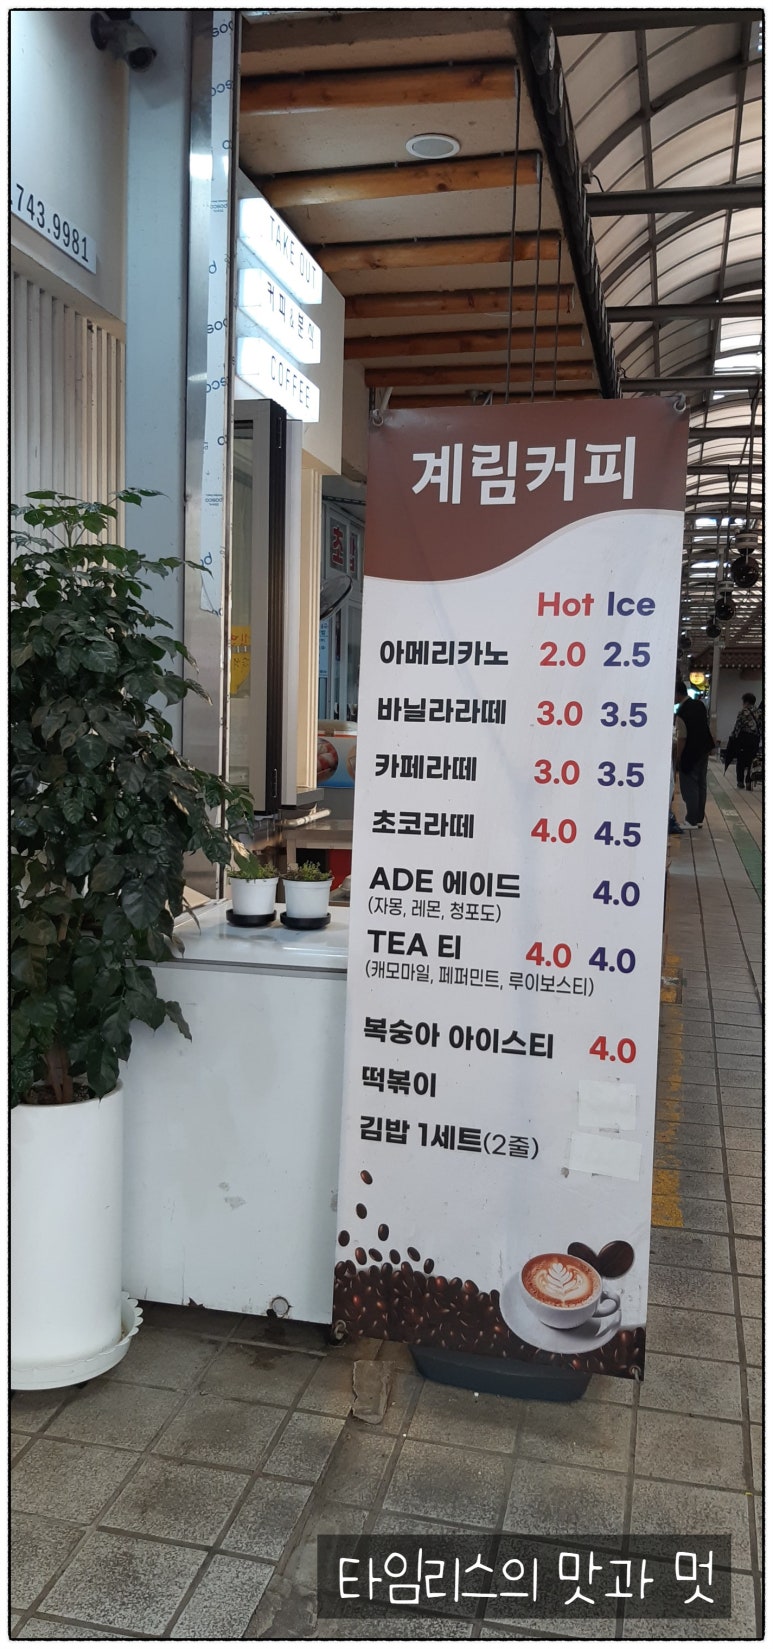 743.9981
TAKE OUT
커피&분식
COFFEE
계림커피
Hot Ice
아메리카노 2.0 2.5
바닐라라떼 3.0 3.5
카페라떼 3.0 3.5
초코라떼 4.0 4.5
ADE 에이드 4.0
(자몽, 레몬, 청포도)
TEA 티 4.0 4.0
(캐모마일, 페퍼민트, 루이보스티)
복숭아 아이스티 4.0
떡볶이
김밥 1세트(2줄)
타임리스의 맛과 멋